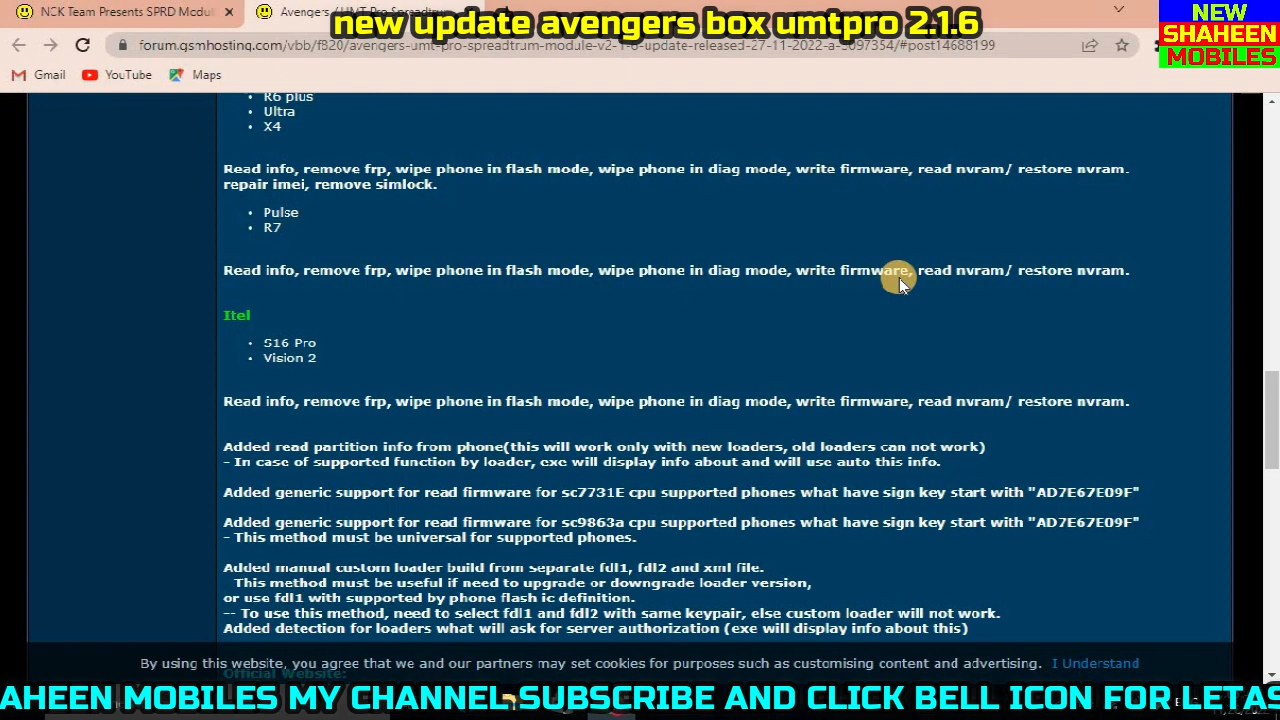 NCK Team Presents SPRD Modul
Avengers / UMT Pro Spreadtru
new update avengers box umtpro 2.1.6
NEW
SHAHEEN
MOBILES
forum.gsmhosting.com/vbb/f820/avengers-umt-pro-spreadtrum-module-v2-1-6-update-released-27-11-2022-a-3097354/#post14688199
Gmail
YouTube
Maps
R6 plus
Ultra
X4
Read info, remove frp, wipe phone in flash mode, wipe phone in diag mode, write firmware, read nvram/ restore nvram.
repair imei, remove simlock.
Pulse
R7
Read info, remove frp, wipe phone in flash mode, wipe phone in diag mode, write firmware, read nvram/ restore nvram.
Itel
S16 Pro
Vision 2
Read info, remove frp, wipe phone in flash mode, wipe phone in diag mode, write firmware, read nvram/ restore nvram.
Added read partition info from phone(this will work only with new loaders, old loaders can not work)
- In case of supported function by loader, exe will display info about and will use auto this info.
Added generic support for read firmware for sc7731E cpu supported phones what have sign key start with "AD7E67E09F"
Added generic support for read firmware for sc9863a cpu supported phones what have sign key start with "AD7E67E09F"
- This method must be universal for supported phones.
Added manual custom loader build from separate fdl1, fdl2 and xml file.
This method must be useful if need to upgrade or downgrade loader version,
or use fdl1 with supported by phone flash ic definition.
-- To use this method, need to select fdl1 and fdl2 with same keypair, else custom loader will not work.
Added detection for loaders what will ask for server authorization (exe will display info about this)
By using this website, you agree that we and our partners may set cookies for purposes such as customising content and advertising. I Understand
Official Website:
AHEEN MOBILES MY CHANNEL SUBSCRIBE AND CLICK BELL ICON FOR LETAS